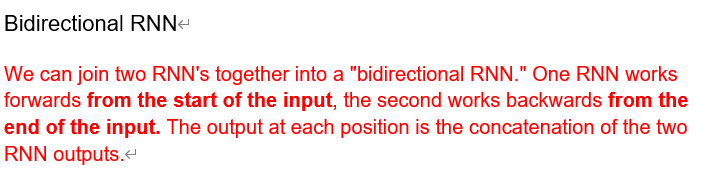 Bidirectional RNN↵
We can join two RNN's together into a "bidirectional RNN." One RNN works
forwards from the start of the input, the second works backwards from the
end of the input. The output at each position is the concatenation of the two
RNN outputs.↵